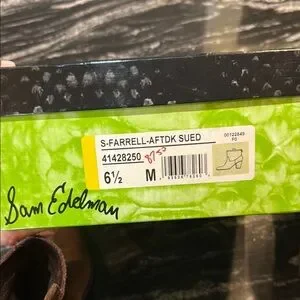 S-FARRELL-AFTDK SUED
41428250
6½ M
Sam Edelman